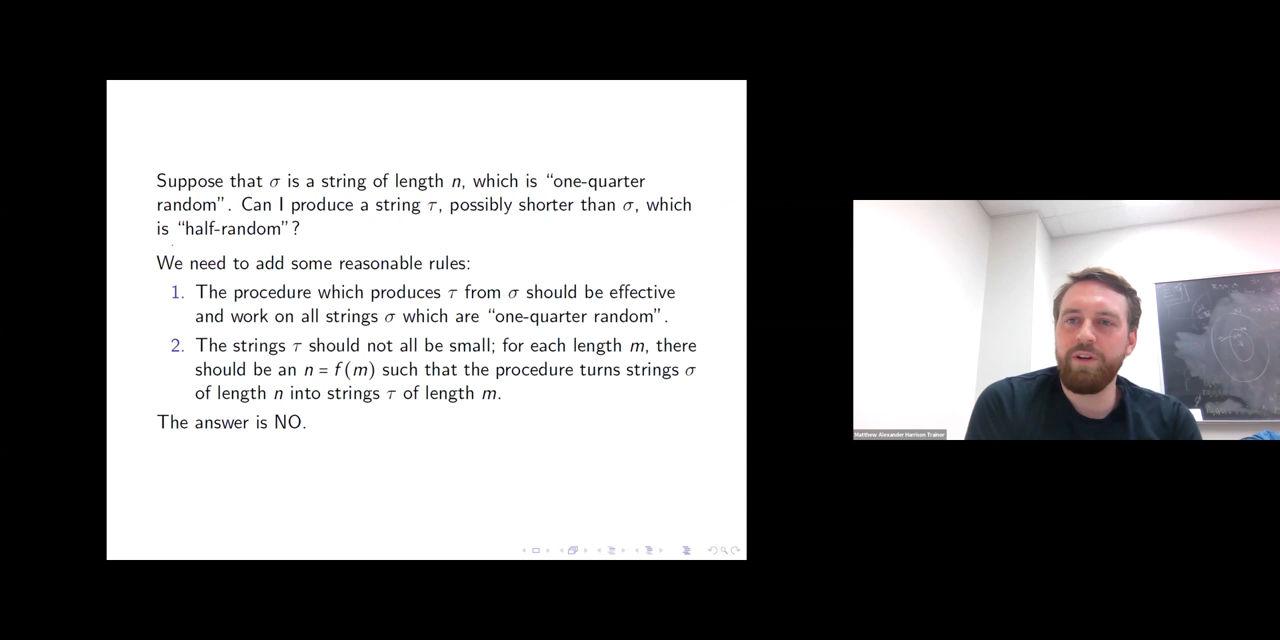 Suppose that σ is a string of length n, which is “one-quarter
random”. Can I produce a string τ, possibly shorter than σ, which
is “half-random”?
We need to add some reasonable rules:
1. The procedure which produces τ from σ should be effective
and work on all strings σ which are “one-quarter random”.
2. The strings τ should not all be small; for each length m, there
should be an n = f(m) such that the procedure turns strings σ
of length n into strings τ of length m.
The answer is NO.
Matthew Alexander Harrison Trainor